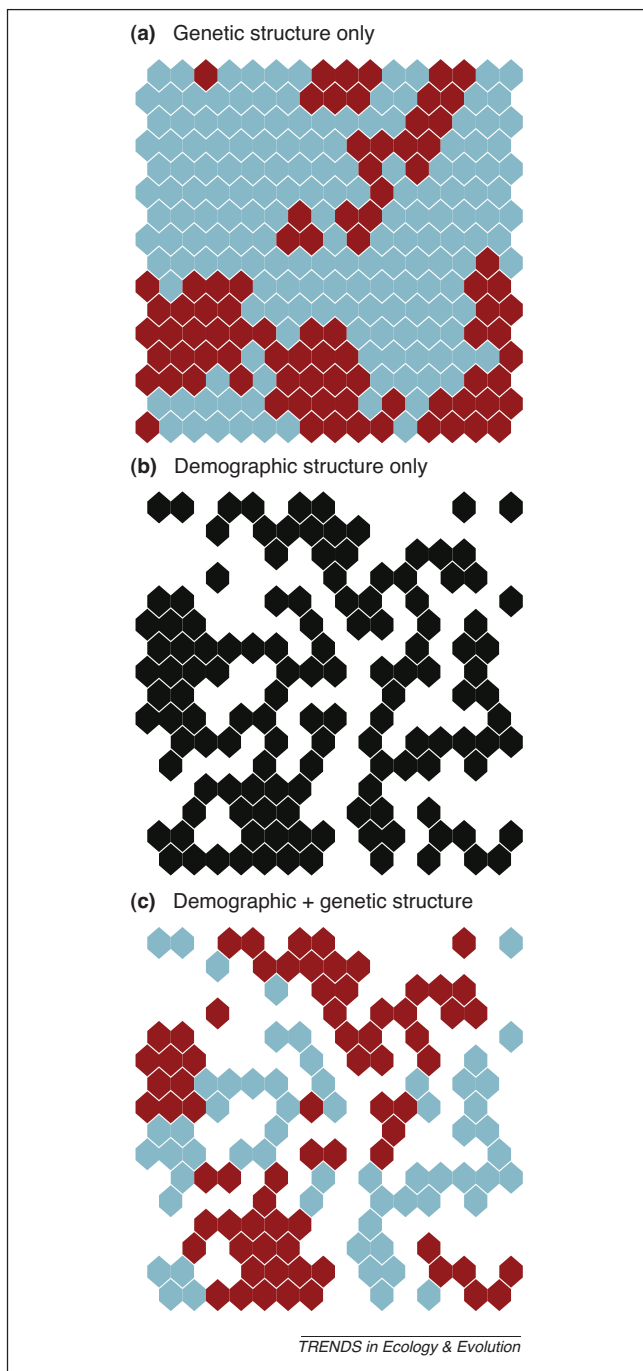 (a) Genetic structure only
(b) Demographic structure only
(c) Demographic + genetic structure
TRENDS in Ecology & Evolution